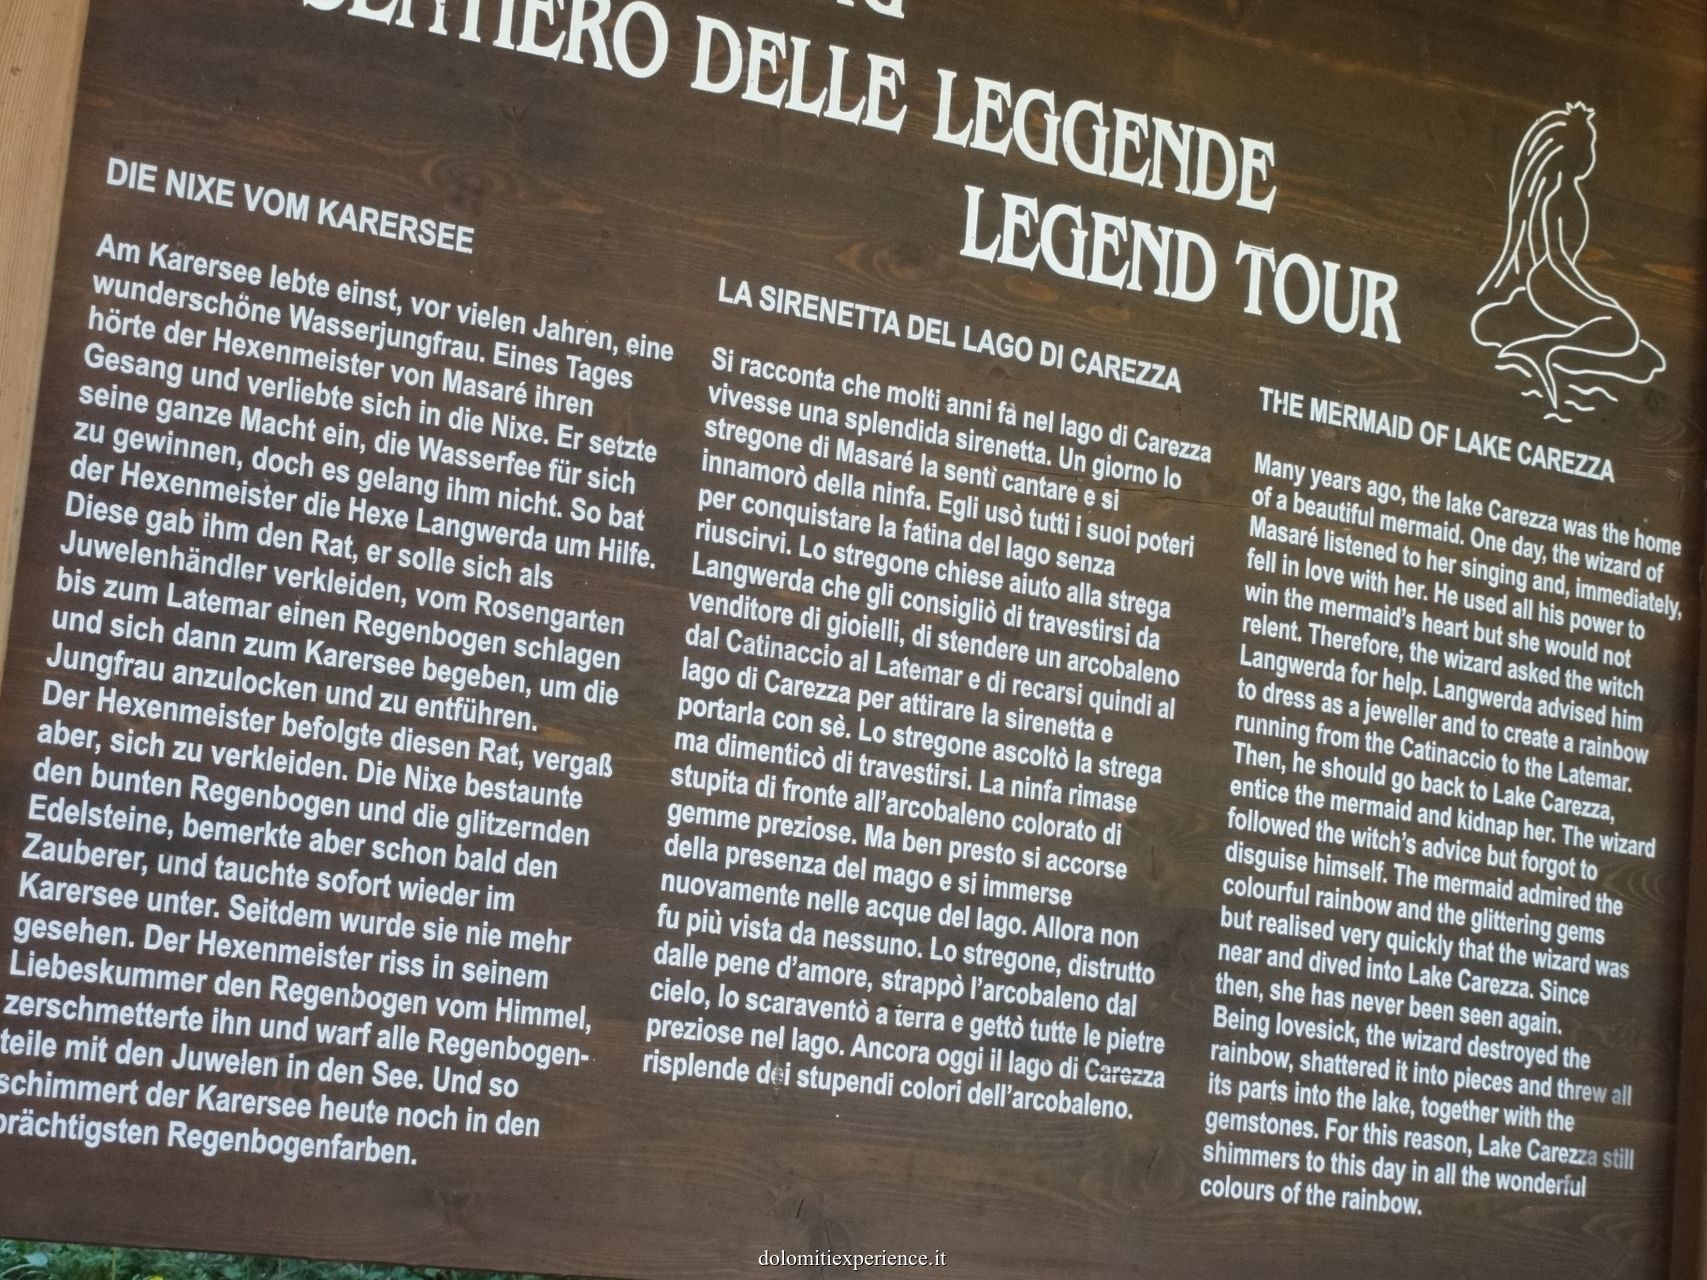 SENTIERO DELLE LEGGENDE
LEGEND TOUR
DIE NIXE VOM KARERSEE
Am Karersee lebte einst, vor vielen Jahren, eine
wunderschöne Wasserjungfrau. Eines Tages
hörte der Hexenmeister von Masaré ihren
Gesang und verliebte sich in die Nixe. Er setzte
seine ganze Macht ein, die Wasserfee für sich
zu gewinnen, doch es gelang ihm nicht. So bat
der Hexenmeister die Hexe Langwerda um Hilfe.
Diese gab ihm den Rat, er solle sich als
Juwelenhändler verkleiden, vom Rosengarten
bis zum Latemar einen Regenbogen schlagen
und sich dann zum Karersee begeben, um die
Jungfrau anzulocken und zu entführen.
Der Hexenmeister befolgte diesen Rat, vergaß
aber, sich zu verkleiden. Die Nixe bestaunte
den bunten Regenbogen und die glitzernden
Edelsteine, bemerkte aber schon bald den
Zauberer, und tauchte sofort wieder im
Karersee unter. Seitdem wurde sie nie mehr
gesehen. Der Hexenmeister riss in seinem
Liebeskummer den Regenbogen vom Himmel,
zerschmetterte ihn und warf alle Regenbogen-
teile mit den Juwelen in den See. Und so
schimmert der Karersee heute noch in den
prächtigsten Regenbogenfarben.
LA SIRENETTA DEL LAGO DI CAREZZA
Si racconta che molti anni fà nel lago di Carezza
vivesse una splendida sirenetta. Un giorno lo
stregone di Masaré la sentì cantare e si
innamorò della ninfa. Egli usò tutti i suoi poteri
per conquistare la fatina del lago senza
riuscirvi. Lo stregone chiese aiuto alla strega
Langwerda che gli consigliò di travestirsi da
venditore di gioielli, di stendere un arcobaleno
dal Catinaccio al Latemar e di recarsi quindi al
lago di Carezza per attirare la sirenetta e
portarla con sè. Lo stregone ascoltò la strega
ma dimenticò di travestirsi. La ninfa rimase
stupita di fronte all'arcobaleno colorato di
gemme preziose. Ma ben presto si accorse
della presenza del mago e si immerse
nuovamente nelle acque del lago. Allora non
fu più vista da nessuno. Lo stregone, distrutto
dalle pene d'amore, strappò l'arcobaleno dal
cielo, lo scaraventò a terra e gettò tutte le pietre
preziose nel lago. Ancora oggi il lago di Carezza
risplende dei stupendi colori dell'arcobaleno.
THE MERMAID OF LAKE CAREZZA
Many years ago, the lake Carezza was the home
of a beautiful mermaid. One day, the wizard of
Masaré listened to her singing and, immediately,
fell in love with her. He used all his power to
win the mermaid's heart but she would not
relent. Therefore, the wizard asked the witch
Langwerda for help. Langwerda advised him
to dress as a jeweller and to create a rainbow
running from the Catinaccio to the Latemar.
Then, he should go back to Lake Carezza,
entice the mermaid and kidnap her. The wizard
followed the witch's advice but forgot to
disguise himself. The mermaid admired the
colourful rainbow and the glittering gems
but realised very quickly that the wizard was
near and dived into Lake Carezza. Since
then, she has never been seen again.
Being lovesick, the wizard destroyed the
rainbow, shattered it into pieces and threw all
its parts into the lake, together with the
gemstones. For this reason, Lake Carezza still
shimmers to this day in all the wonderful
colours of the rainbow.
dolomitiexperience.it